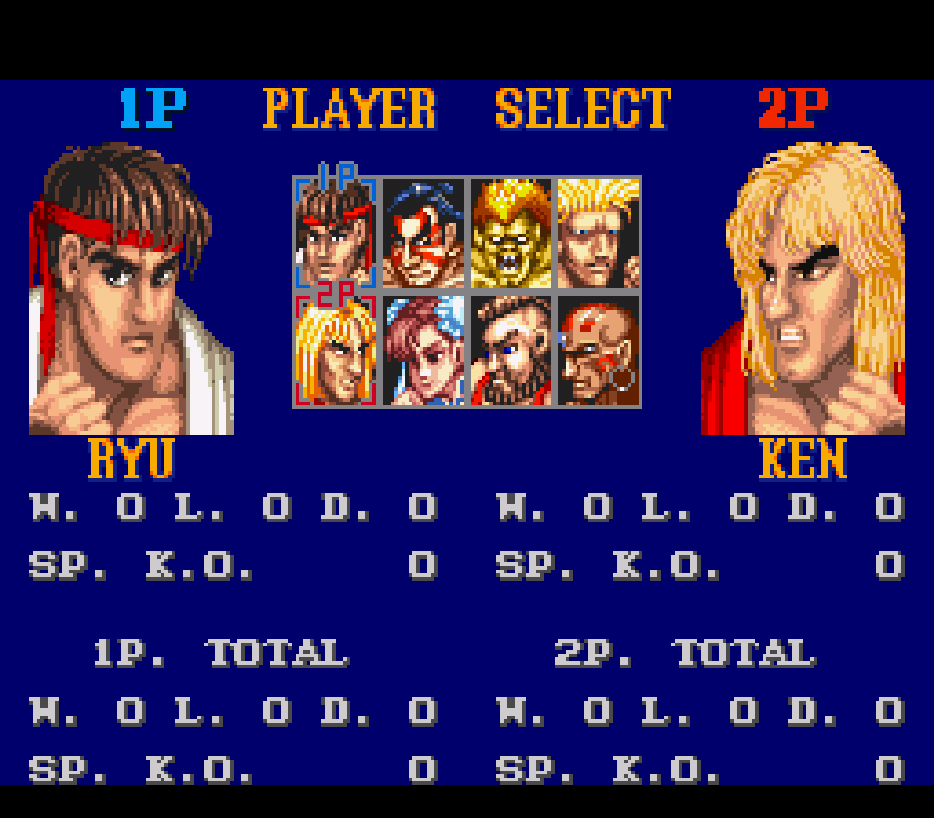 1P PLAYER SELECT 2P
1P
2P
RYU KEN
W. 0 L. 0 D. 0 W. 0 L. 0 D. 0
SP. K.O. 0 SP. K.O. 0
1P. TOTAL 2P. TOTAL
W. 0 L. 0 D. 0 W. 0 L. 0 D. 0
SP. K.O. 0 SP. K.O. 0